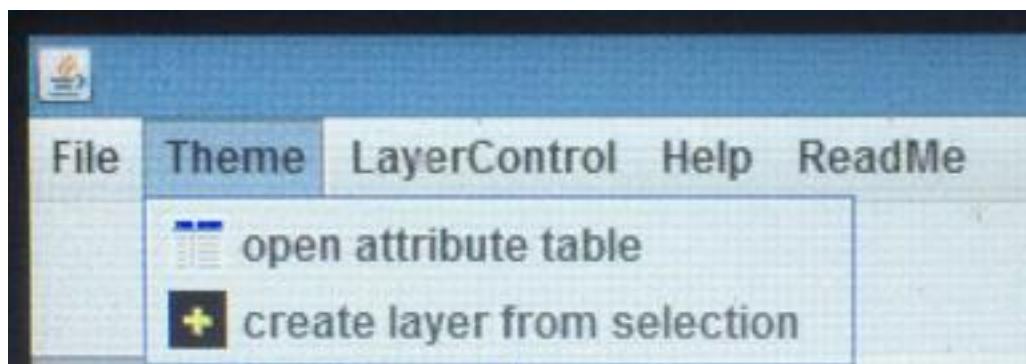 File Theme LayerControl Help ReadMe
open attribute table
create layer from selection